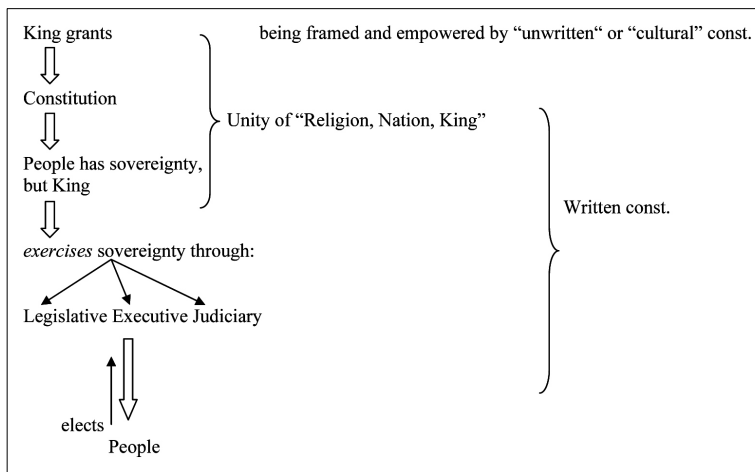 King grants
being framed and empowered by “unwritten“ or “cultural” const.
Constitution
Unity of “Religion, Nation, King”
People has sovereignty,
but King
Written const.
exercises sovereignty through:
Legislative Executive Judiciary
elects
People